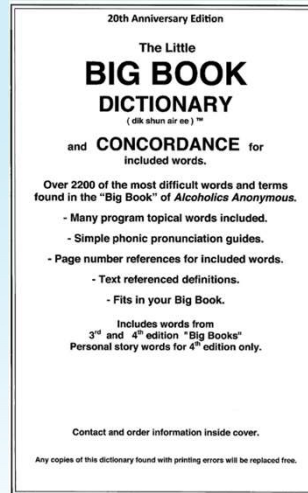 20th Anniversary Edition
The Little
BIG BOOK
DICTIONARY
( dik shun air ee ) ™
and CONCORDANCE for
included words.
Over 2200 of the most difficult words and terms
found in the "Big Book" of Alcoholics Anonymous.
- Many program topical words included.
- Simple phonic pronunciation guides.
- Page number references for included words.
- Text referenced definitions.
- Fits in your Big Book.
Includes words from
3rd and 4th edition "Big Books"
Personal story words for 4th edition only.
Contact and order information inside cover.
Any copies of this dictionary found with printing errors will be replaced free.